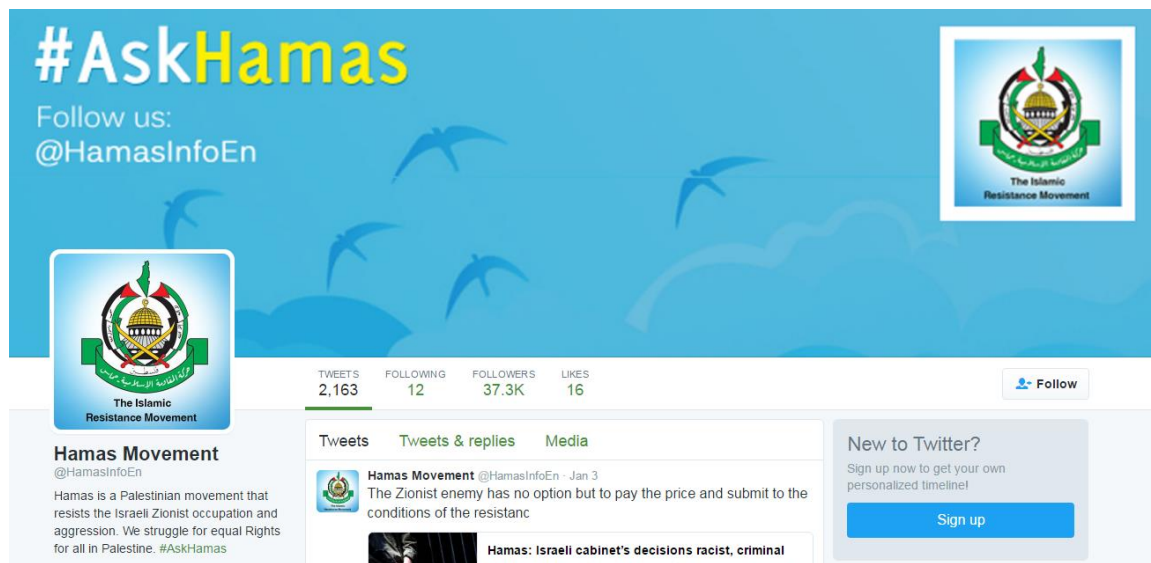 #AskHamas
Follow us:
@HamasInfoEn
The Islamic
Resistance Movement
حركة المقاومة الإسلامية - حماس
The Islamic
Resistance Movement
TWEETS
2,163
FOLLOWING
12
FOLLOWERS
37.3K
LIKES
16
Follow
Hamas Movement
@HamasInfoEn
Hamas is a Palestinian movement that
resists the Israeli Zionist occupation and
aggression. We struggle for equal Rights
for all in Palestine. #AskHamas
Tweets Tweets & replies Media
Hamas Movement @HamasInfoEn · Jan 3
The Zionist enemy has no option but to pay the price and submit to the
conditions of the resistanc
Hamas: Israeli cabinet's decisions racist, criminal
New to Twitter?
Sign up now to get your own
personalized timeline!
Sign up